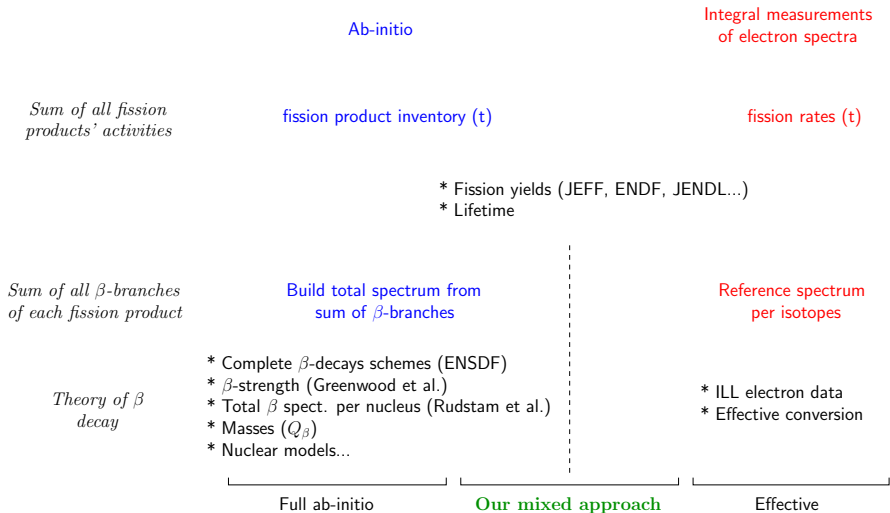 Ab-initio
Integral measurements
of electron spectra
Sum of all fission
products' activities
fission product inventory (t)
fission rates (t)
* Fission yields (JEFF, ENDF, JENDL...)
* Lifetime
Sum of all β-branches
of each fission product
Build total spectrum from
sum of β-branches
Reference spectrum
per isotopes
Theory of β
decay
* Complete β-decays schemes (ENSDF)
* β-strength (Greenwood et al.)
* Total β spect. per nucleus (Rudstam et al.)
* Masses (Qβ)
* Nuclear models...
* ILL electron data
* Effective conversion
Full ab-initio
Our mixed approach
Effective